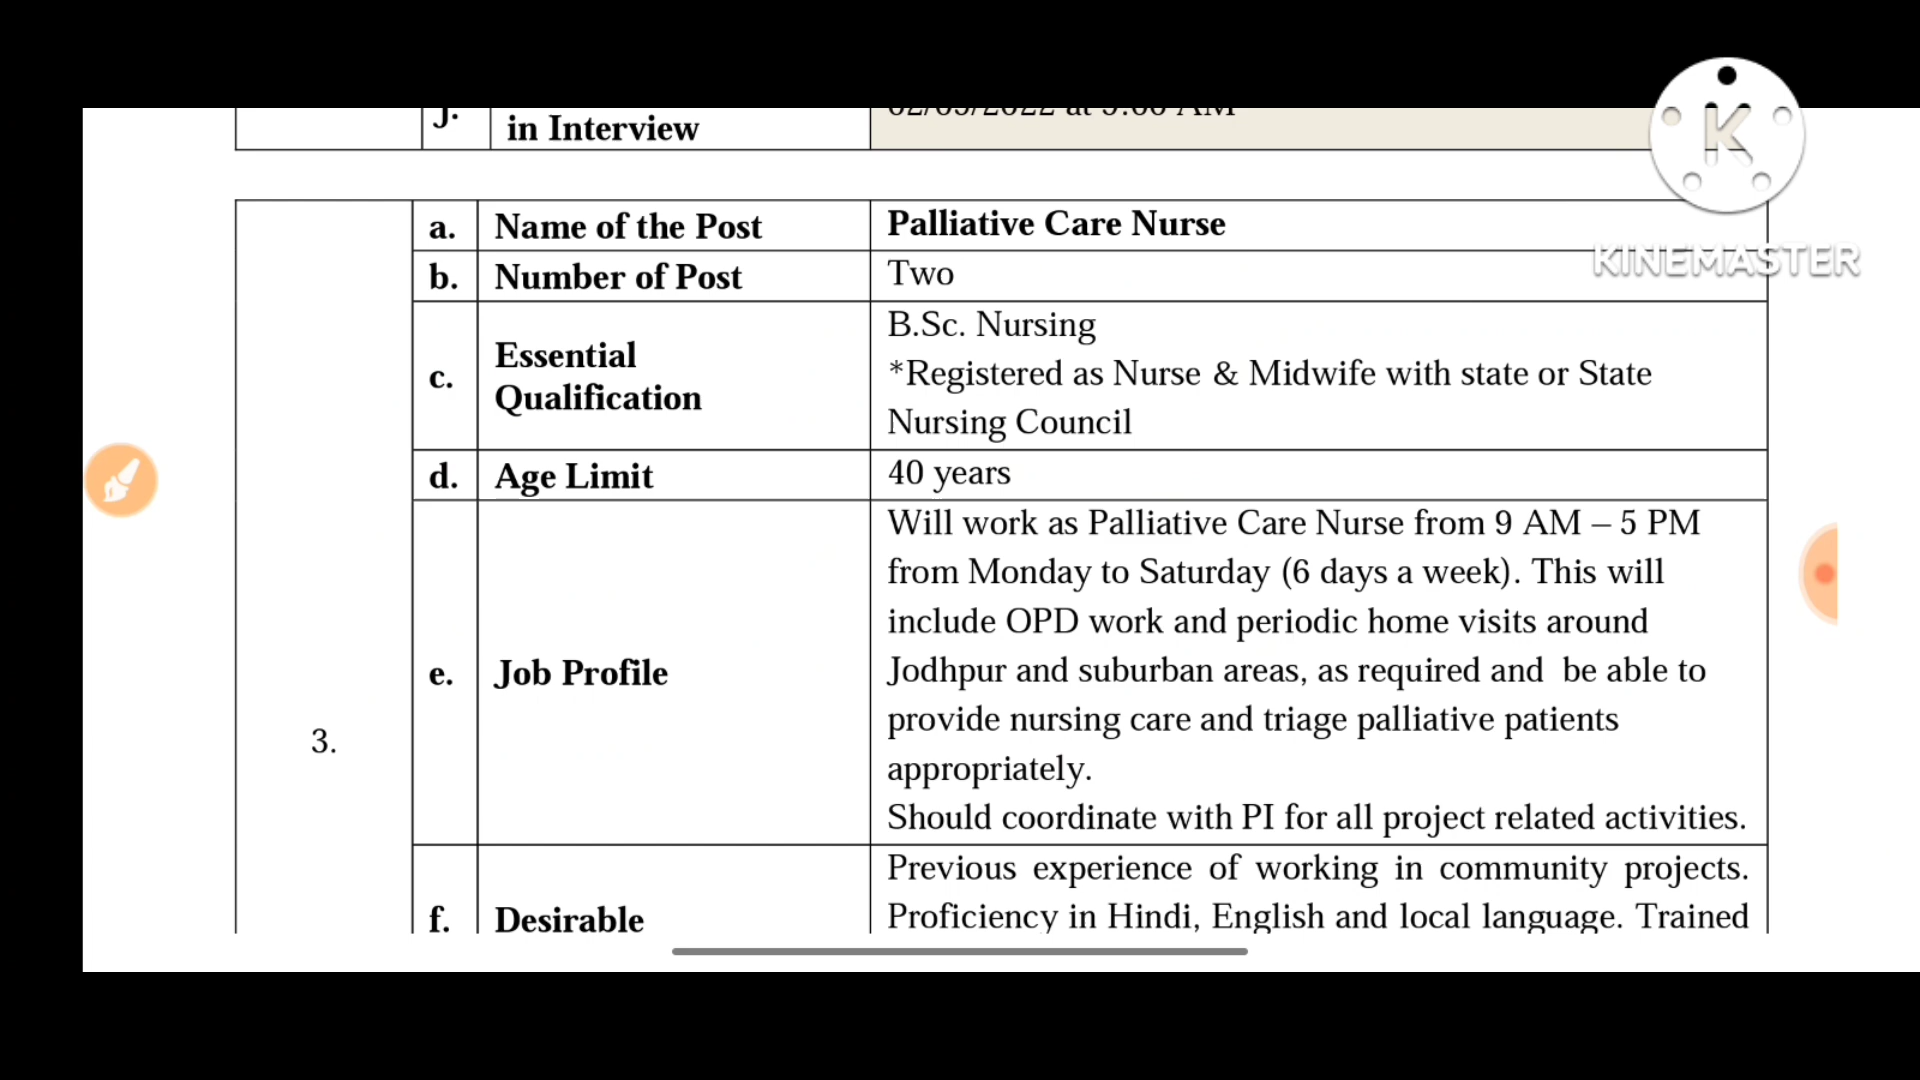 j.
in Interview
a. Name of the Post Palliative Care Nurse
b. Number of Post Two
c. Essential
Qualification
B.Sc. Nursing
*Registered as Nurse & Midwife with state or State
Nursing Council
d. Age Limit 40 years
3.
e. Job Profile
Will work as Palliative Care Nurse from 9 AM – 5 PM
from Monday to Saturday (6 days a week). This will
include OPD work and periodic home visits around
Jodhpur and suburban areas, as required and be able to
provide nursing care and triage palliative patients
appropriately.
Should coordinate with PI for all project related activities.
f. Desirable
Previous experience of working in community projects.
Proficiency in Hindi, English and local language. Trained
K
KINEMASTER